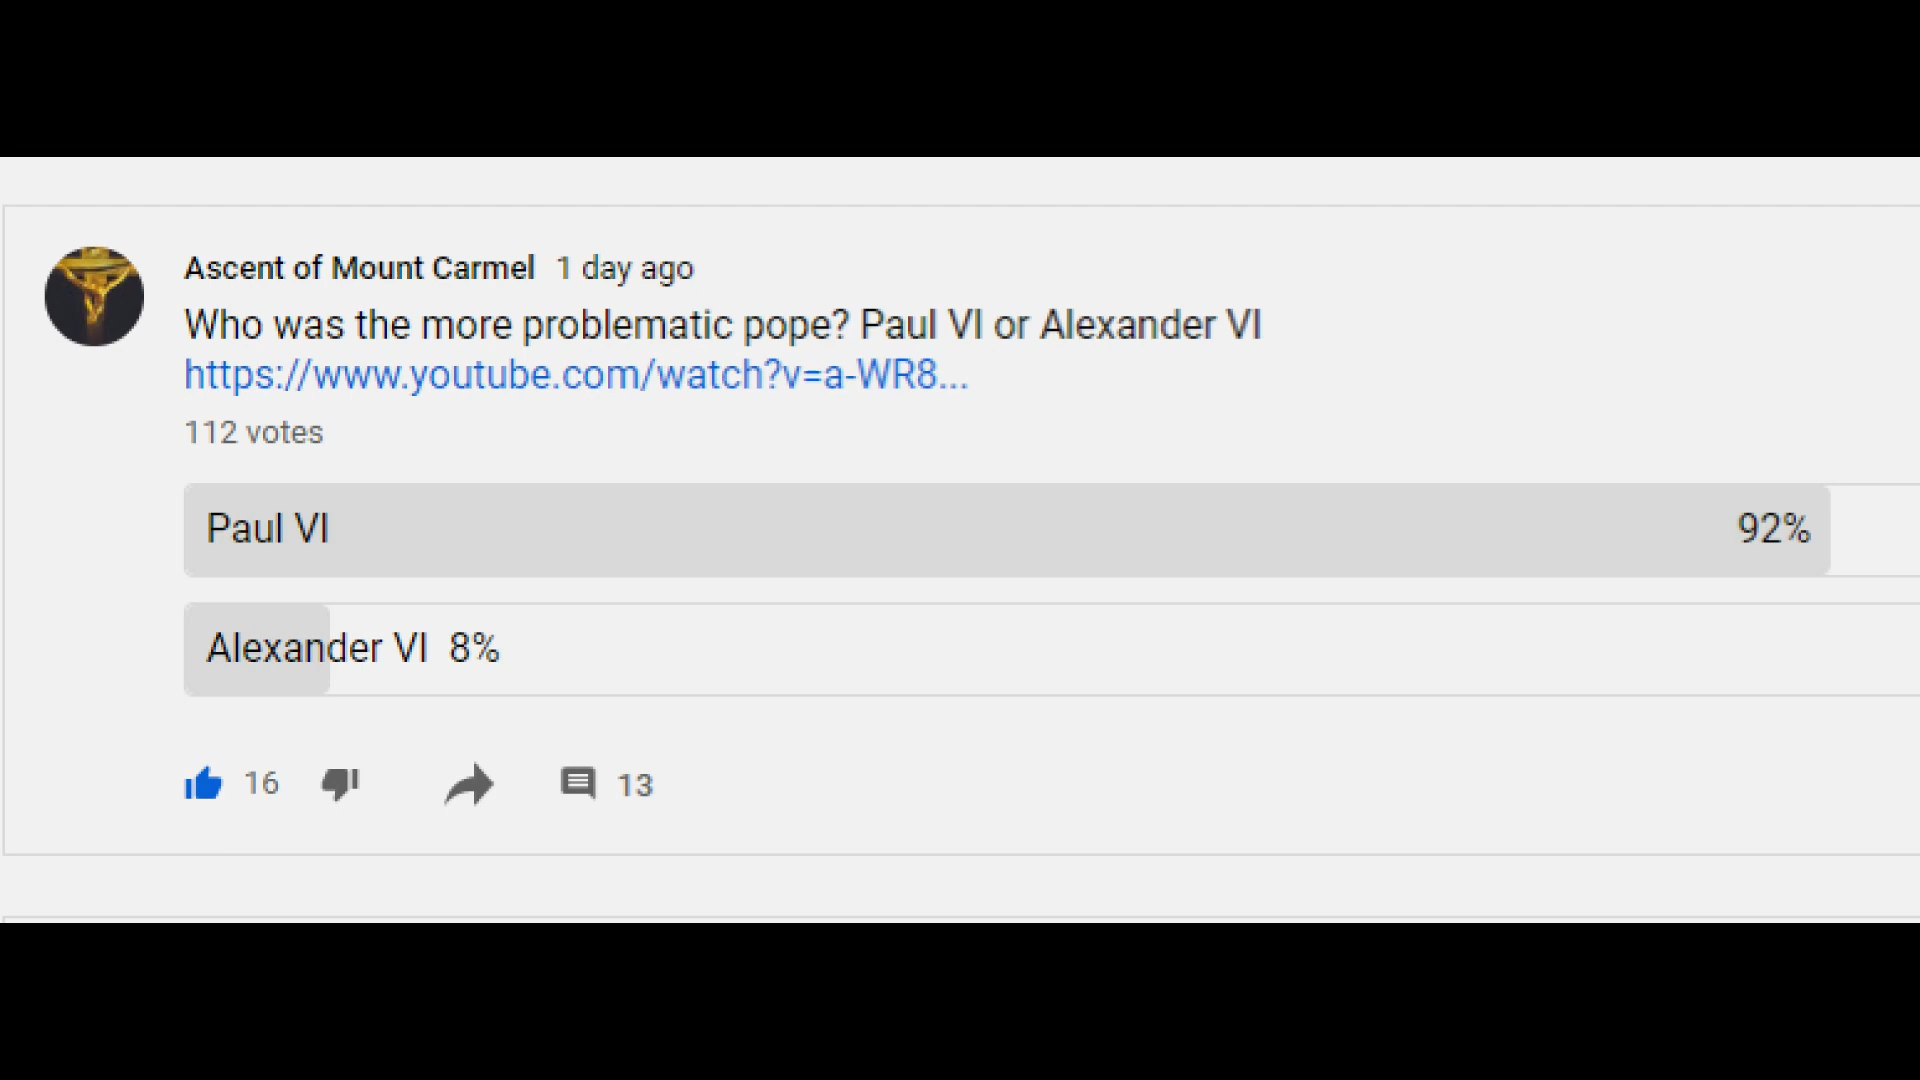 Ascent of Mount Carmel 1 day ago
Who was the more problematic pope? Paul VI or Alexander VI
https://www.youtube.com/watch?v=a-WR8...
112 votes
Paul VI 92%
Alexander VI 8%
16 13